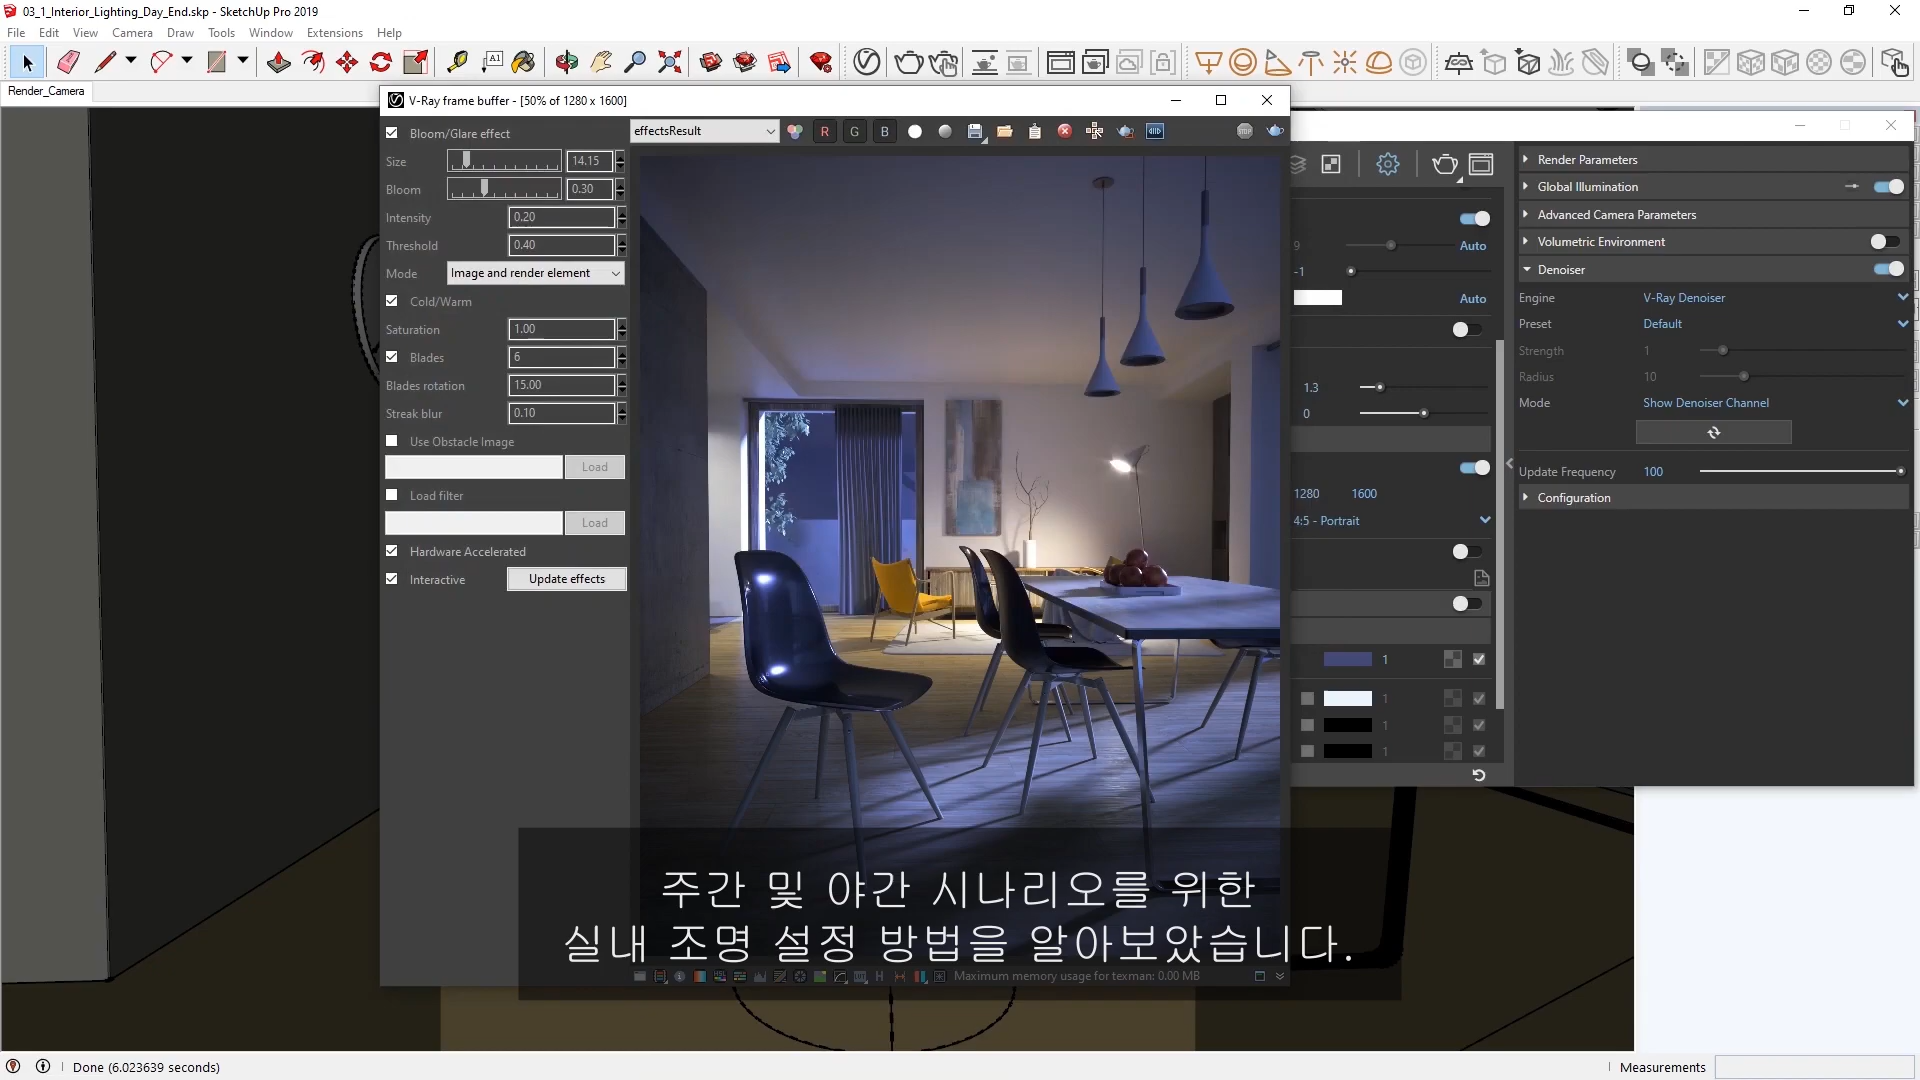 03_1_Interior_Lighting_Day_End.skp - SketchUp Pro 2019
File Edit View Camera Draw Tools Window Extensions Help
Render_Camera
V-Ray frame buffer - [50% of 1280 x 1600]
Bloom/Glare effect
effectsResult
R G B
STOP
Size 14.15
Bloom 0.30
Intensity 0.20
Threshold 0.40
Mode Image and render element
Cold/Warm
Saturation 1.00
Blades 6
Blades rotation 15.00
Streak blur 0.10
Use Obstacle Image
Load
Load filter
Load
Hardware Accelerated
Interactive Update effects
9 Auto
-1
Auto
1.3
0
1280 1600
4:5 - Portrait
1
1
1
1
Render Parameters
Global Illumination
Advanced Camera Parameters
Volumetric Environment
Denoiser
Engine V-Ray Denoiser
Preset Default
Strength 1
Radius 10
Mode Show Denoiser Channel
Update Frequency 100
Configuration
주간 및 야간 시나리오를 위한
실내 조명 설정 방법을 알아보았습니다.
Maximum memory usage for texman: 0.00 MB
Done (6.023639 seconds)
Measurements